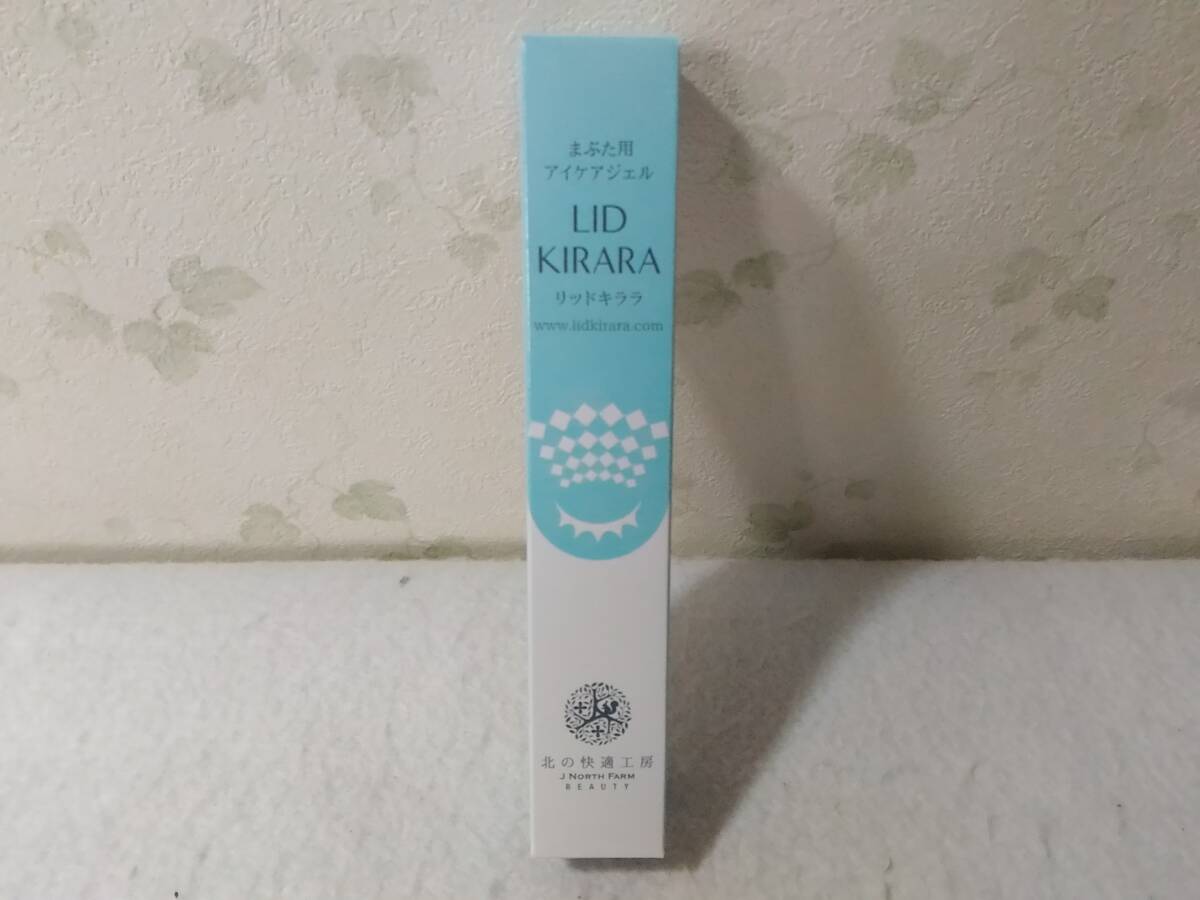 まぶた用
アイケアジェル
LID
KIRARA
リッドキララ
www.lidkirara.com
北の快適工房
J NORTH FARM
BEAUTY